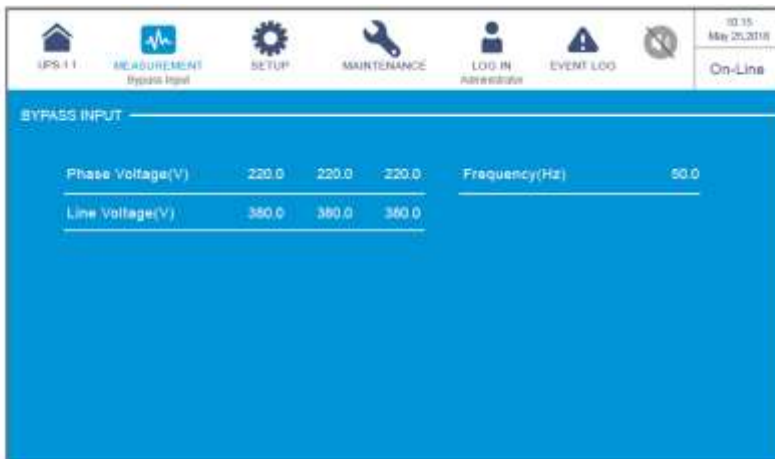 10:15
May 25,2018
UPS 1-1
MEASUREMENT
SETUP
MAINTENANCE
LOG IN
EVENT LOG
Bypass Input
Administrator
On-Line
BYPASS INPUT
Phase Voltage(V) 220.0 220.0 220.0 Frequency(Hz) 50.0
Line Voltage(V) 380.0 380.0 380.0